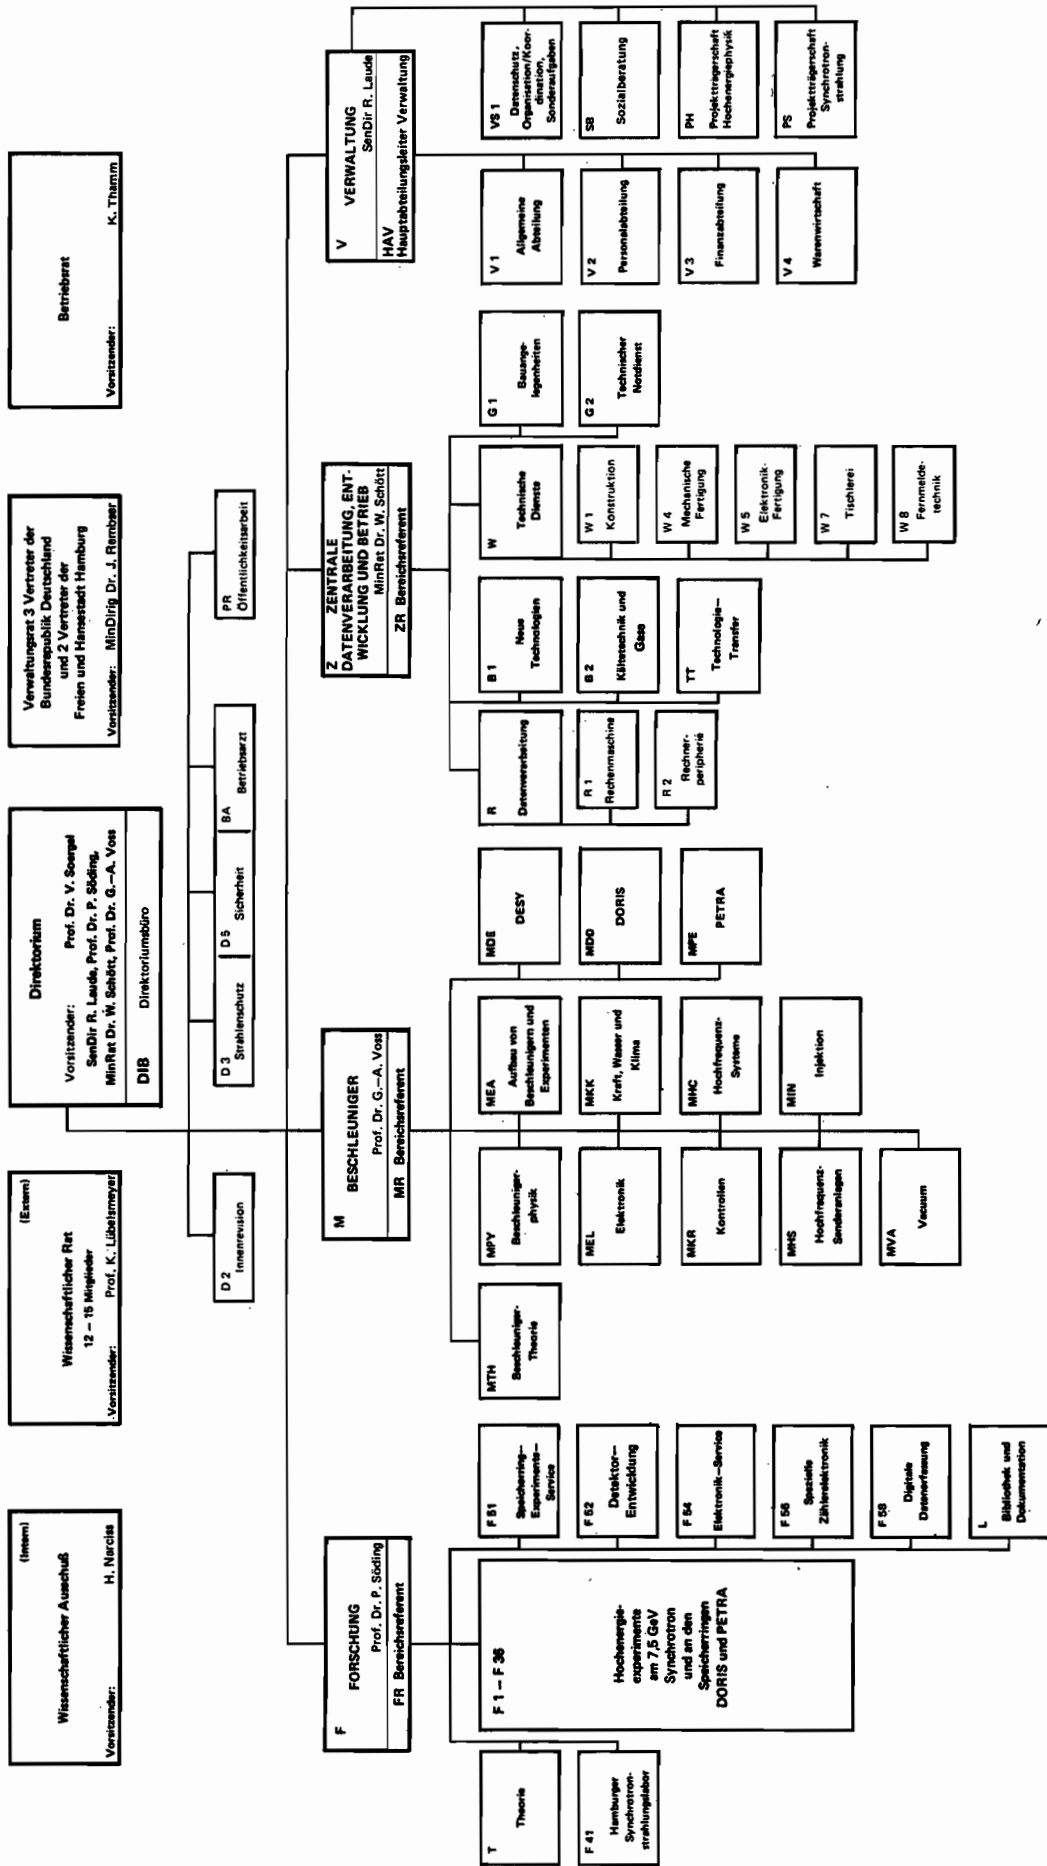 (Intern)
Wissenschaftlicher Ausschuß
Vorsitzender: H. Narciss
(Extern)
Wissenschaftlicher Rat
12 – 15 Mitglieder
Vorsitzender: Prof. K. Lübelsmeyer
Direktorium
Vorsitzender: Prof. Dr. V. Soergel
SenDir R. Laude, Prof. Dr. P. Söding,
MinRat Dr. W. Schött, Prof. Dr. G.–A. Voss
DIB Direktoriumsbüro
Verwaltungsrat 3 Vertreter der
Bundesrepublik Deutschland
und 2 Vertreter der
Freien und Hansestadt Hamburg
Vorsitzender: MinDirig Dr. J. Rembser
Betriebsrat
Vorsitzender: K. Thamm
D 2
Innenrevision
D 3
Strahlenschutz
D 5
Sicherheit
BA
Betriebsarzt
PR
Öffentlichkeitsarbeit
F
FORSCHUNG
Prof. Dr. P. Söding
FR Bereichsreferent
M
BESCHLEUNIGER
Prof. Dr. G.–A. Voss
MR Bereichsreferent
Z ZENTRALE
DATENVERARBEITUNG, ENT-
WICKLUNG UND BETRIEB
MinRat Dr. W. Schött
ZR Bereichsreferent
V
VERWALTUNG
SenDir R. Laude
HAV
Hauptabteilungsleiter Verwaltung
T
Theorie
F 41
Hamburger
Synchrotron-
strahlungslabor
F 1 – F 36
Hochenergie-
experimente
am 7,5 GeV
Synchrotron
und an den
Speicherringen
DORIS und PETRA
F 51
Speicherring–
Experimente–
Service
F 52
Detektor–
Entwicklung
F 54
Elektronik–Service
F 56
Spezielle
Zählerelektronik
F 58
Digitale
Datenerfassung
L
Bibliothek und
Dokumentation
MTH
Beschleuniger-
Theorie
MPY
Beschleuniger-
physik
MEL
Elektronik
MKR
Kontrollen
MHS
Hochfrequenz-
Senderanlagen
MVA
Vacuum
MEA
Aufbau von
Beschleunigern und
Experimenten
MKK
Kraft, Wasser und
Klima
MHC
Hochfrequenz-
Systeme
MIN
Injektion
MDE
DESY
MDO
DORIS
MPE
PETRA
R
Datenverarbeitung
R 1
Rechenmaschine
R 2
Rechner-
peripherie
B 1
Neue
Technologien
B 2
Kältetechnik und
Gase
TT
Technologie–
Transfer
W
Technische
Dienste
W 1
Konstruktion
W 4
Mechanische
Fertigung
W 5
Elektronik-
Fertigung
W 7
Tischlerei
W 8
Fernmelde-
technik
G 1
Bauange-
legenheiten
G 2
Technischer
Notdienst
V 1
Allgemeine
Abteilung
V 2
Personalabteilung
V 3
Finanzabteilung
V 4
Warenwirtschaft
VS 1
Datenschutz,
Organisation/Koor-
dination,
Sonderaufgaben
SB
Sozialberatung
PH
Projektträgerschaft
Hochenergiephysik
PS
Projektträgerschaft
Synchrotron-
strahlung